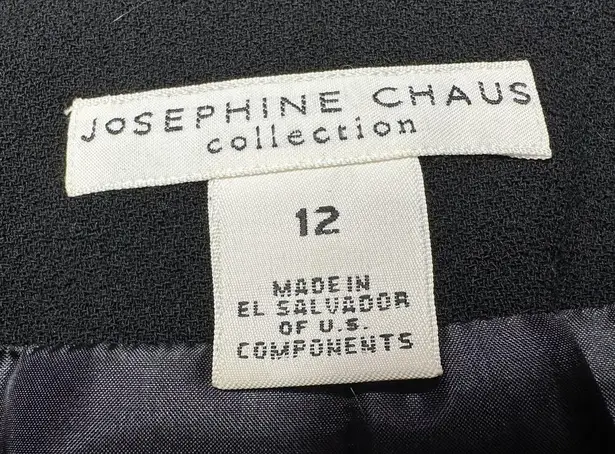 JOSEPHINE CHAUS
collection
12
MADE IN
EL SALVADOR
OF U.S.
COMPONENTS